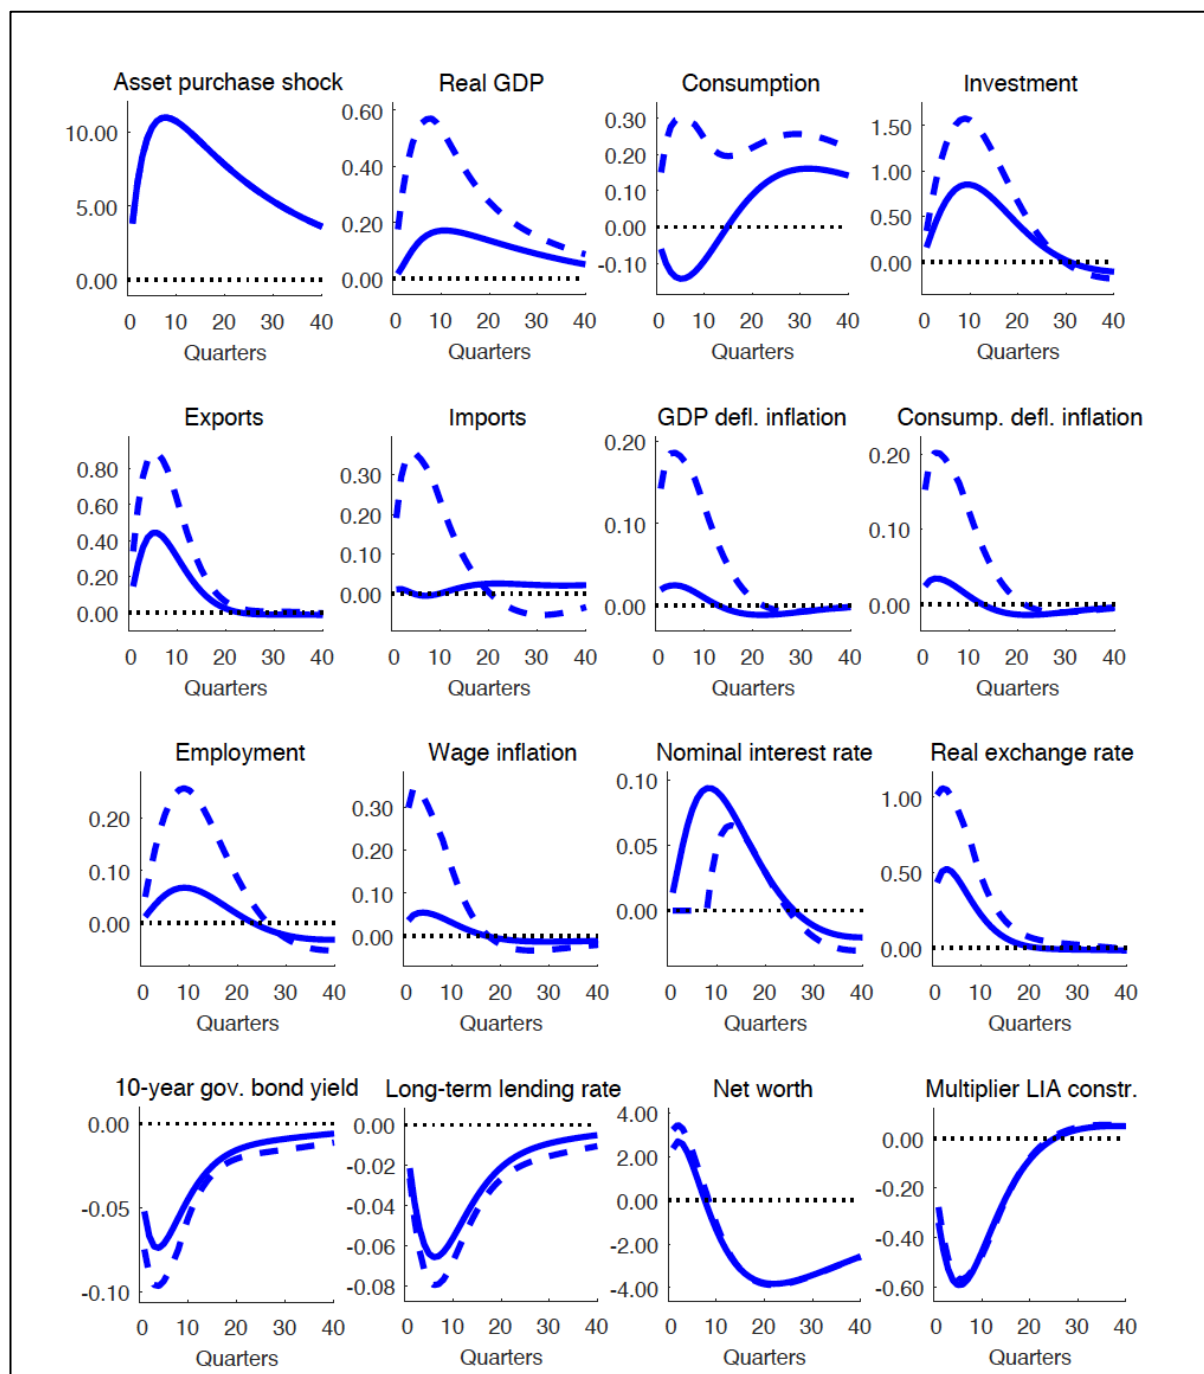 Asset purchase shock
10.00
5.00
0.00
0 10 20 30 40
Quarters
Real GDP
0.60
0.40
0.20
0.00
0 10 20 30 40
Quarters
Consumption
0.30
0.20
0.10
0.00
-0.10
0 10 20 30 40
Quarters
Investment
1.50
1.00
0.50
0.00
0 10 20 30 40
Quarters
Exports
0.80
0.60
0.40
0.20
0.00
0 10 20 30 40
Quarters
Imports
0.30
0.20
0.10
0.00
0 10 20 30 40
Quarters
GDP defl. inflation
0.20
0.10
0.00
0 10 20 30 40
Quarters
Consump. defl. inflation
0.20
0.10
0.00
0 10 20 30 40
Quarters
Employment
0.20
0.10
0.00
0 10 20 30 40
Quarters
Wage inflation
0.30
0.20
0.10
0.00
0 10 20 30 40
Quarters
Nominal interest rate
0.10
0.05
0.00
0 10 20 30 40
Quarters
Real exchange rate
1.00
0.50
0.00
0 10 20 30 40
Quarters
10-year gov. bond yield
0.00
-0.05
-0.10
0 10 20 30 40
Quarters
Long-term lending rate
0.00
-0.02
-0.04
-0.06
-0.08
0 10 20 30 40
Quarters
Net worth
4.00
2.00
0.00
-2.00
-4.00
0 10 20 30 40
Quarters
Multiplier LIA constr.
0.00
-0.20
-0.40
-0.60
0 10 20 30 40
Quarters